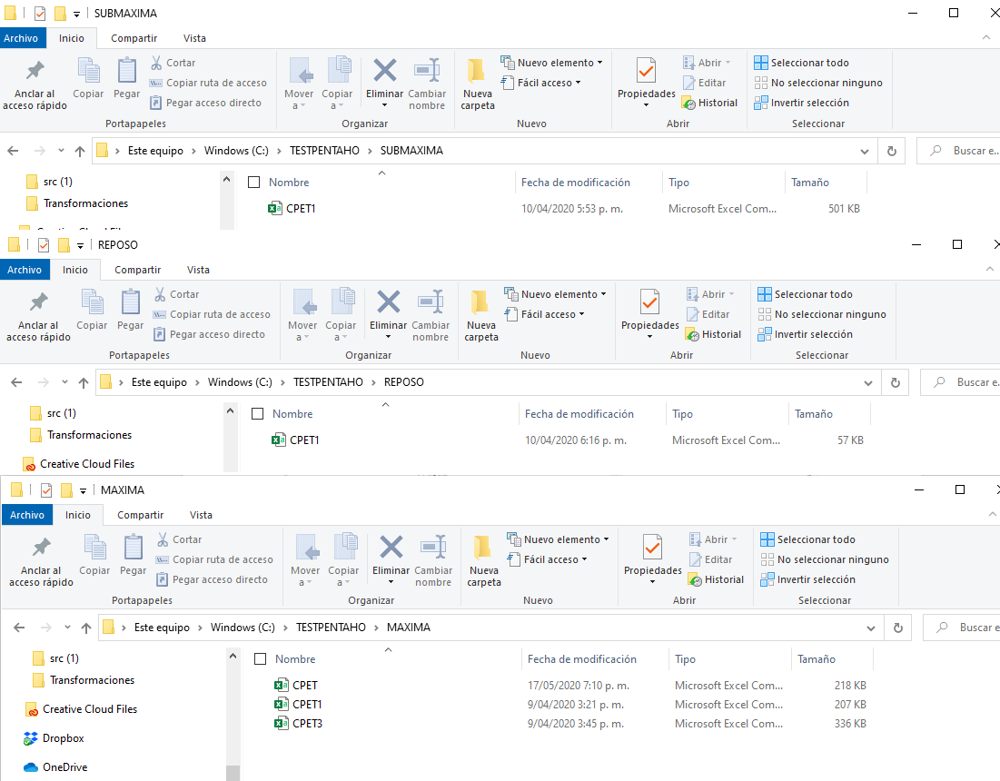 SUBMAXIMA
Archivo Inicio Compartir Vista
Anclar al acceso rápido
Copiar
Pegar
Cortar
Copiar ruta de acceso
Pegar acceso directo
Mover a
Copiar a
Eliminar
Cambiar nombre
Nueva carpeta
Nuevo elemento
Fácil acceso
Propiedades
Abrir
Editar
Historial
Seleccionar todo
No seleccionar ninguno
Invertir selección
Portapapeles Organizar Nuevo Abrir Seleccionar
Este equipo > Windows (C:) > TESTPENTAHO > SUBMAXIMA Buscar e...
src (1)
Transformaciones
Nombre Fecha de modificación Tipo Tamaño
CPET1 10/04/2020 5:53 p. m. Microsoft Excel Com... 501 KB
Creative Cloud Files
REPOSO
Archivo Inicio Compartir Vista
Anclar al acceso rápido
Copiar
Pegar
Cortar
Copiar ruta de acceso
Pegar acceso directo
Mover a
Copiar a
Eliminar
Cambiar nombre
Nueva carpeta
Nuevo elemento
Fácil acceso
Propiedades
Abrir
Editar
Historial
Seleccionar todo
No seleccionar ninguno
Invertir selección
Portapapeles Organizar Nuevo Abrir Seleccionar
Este equipo > Windows (C:) > TESTPENTAHO > REPOSO Buscar e.
src (1)
Transformaciones
Creative Cloud Files
Nombre Fecha de modificación Tipo Tamaño
CPET1 10/04/2020 6:16 p. m. Microsoft Excel Com... 57 KB
MAXIMA
Archivo Inicio Compartir Vista
Anclar al acceso rápido
Copiar
Pegar
Cortar
Copiar ruta de acceso
Pegar acceso directo
Mover a
Copiar a
Eliminar
Cambiar nombre
Nueva carpeta
Nuevo elemento
Fácil acceso
Propiedades
Abrir
Editar
Historial
Seleccionar todo
No seleccionar ninguno
Invertir selección
Portapapeles Organizar Nuevo Abrir Seleccionar
Este equipo > Windows (C:) > TESTPENTAHO > MAXIMA Buscar e
src (1)
Transformaciones
Creative Cloud Files
Dropbox
OneDrive
Nombre Fecha de modificación Tipo Tamaño
CPET 17/05/2020 7:10 p. m. Microsoft Excel Com... 218 KB
CPET1 9/04/2020 3:21 p. m. Microsoft Excel Com... 207 KB
CPET3 9/04/2020 3:45 p. m. Microsoft Excel Com... 336 KB